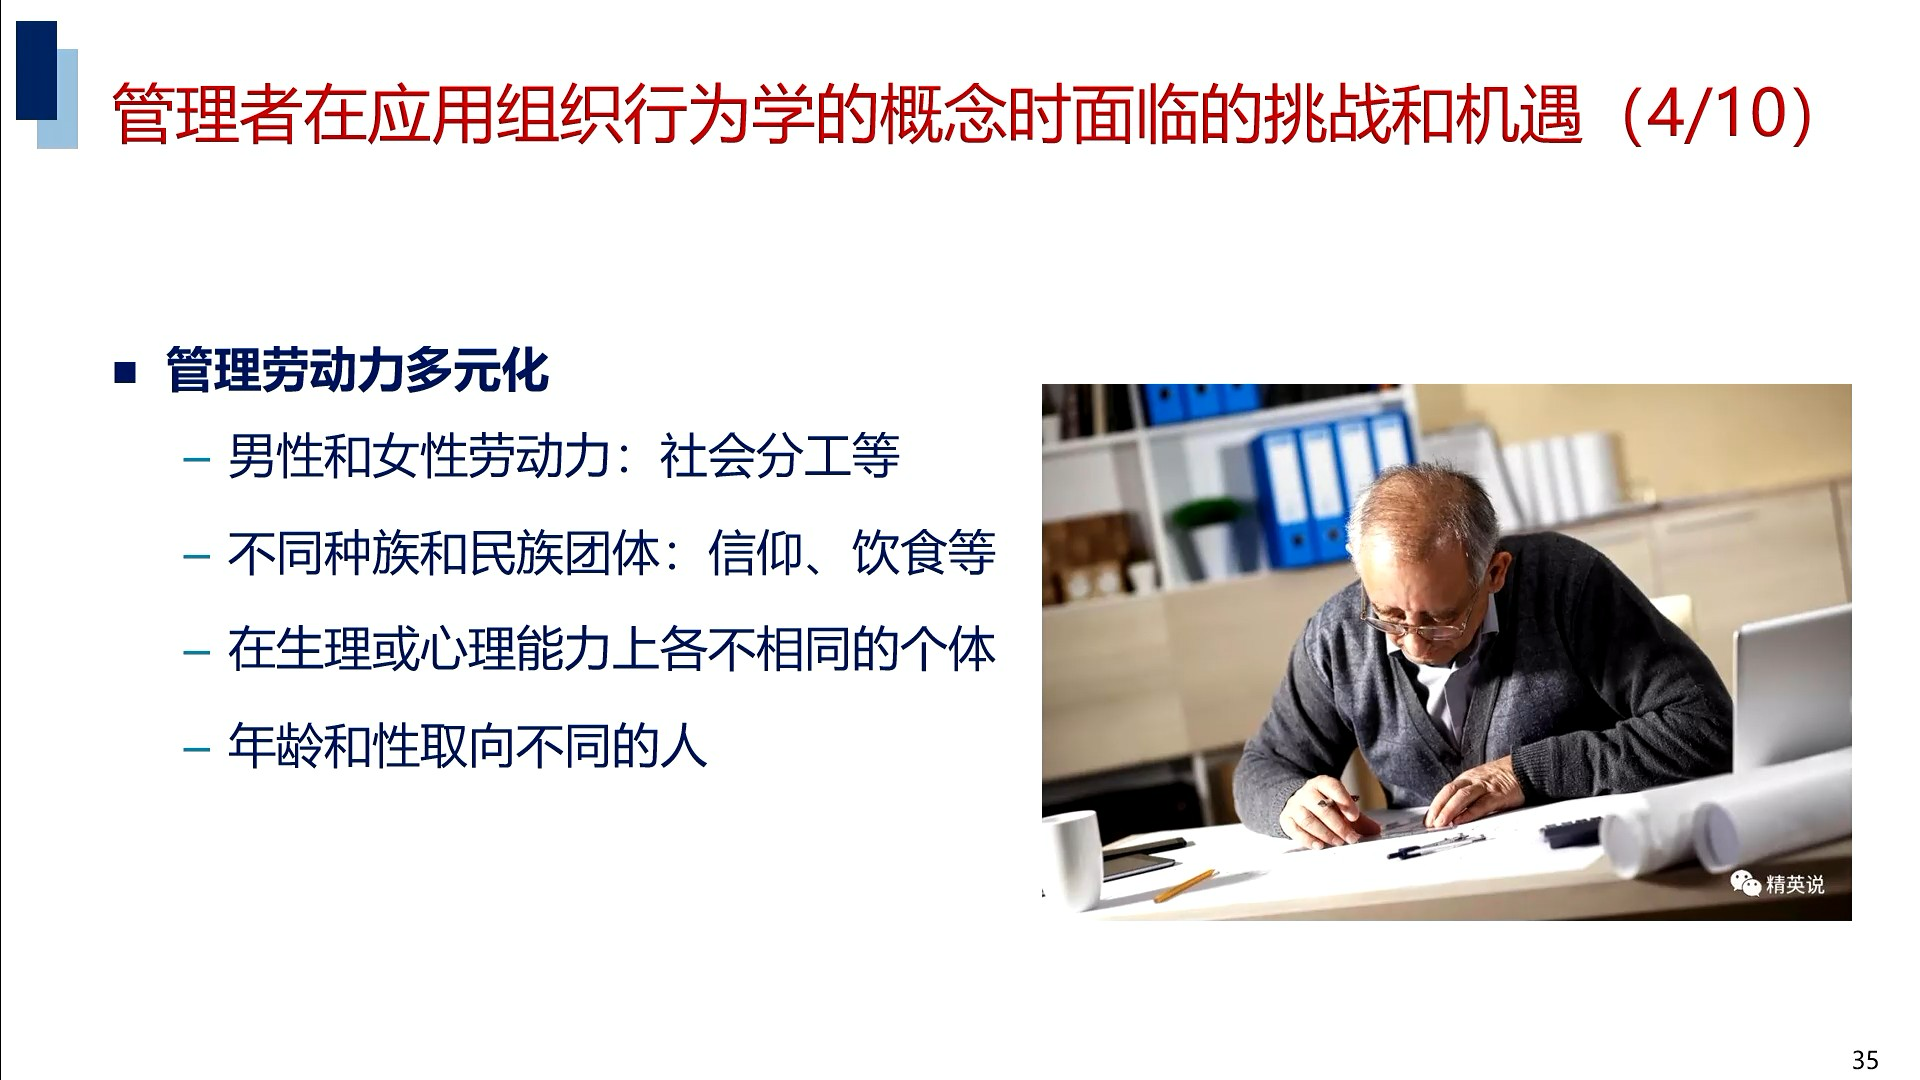 管理者在应用组织行为学的概念时面临的挑战和机遇（4/10）
■ 管理劳动力多元化
– 男性和女性劳动力：社会分工等
– 不同种族和民族团体：信仰、饮食等
– 在生理或心理能力上各不相同的个体
– 年龄和性取向不同的人
精英说
35